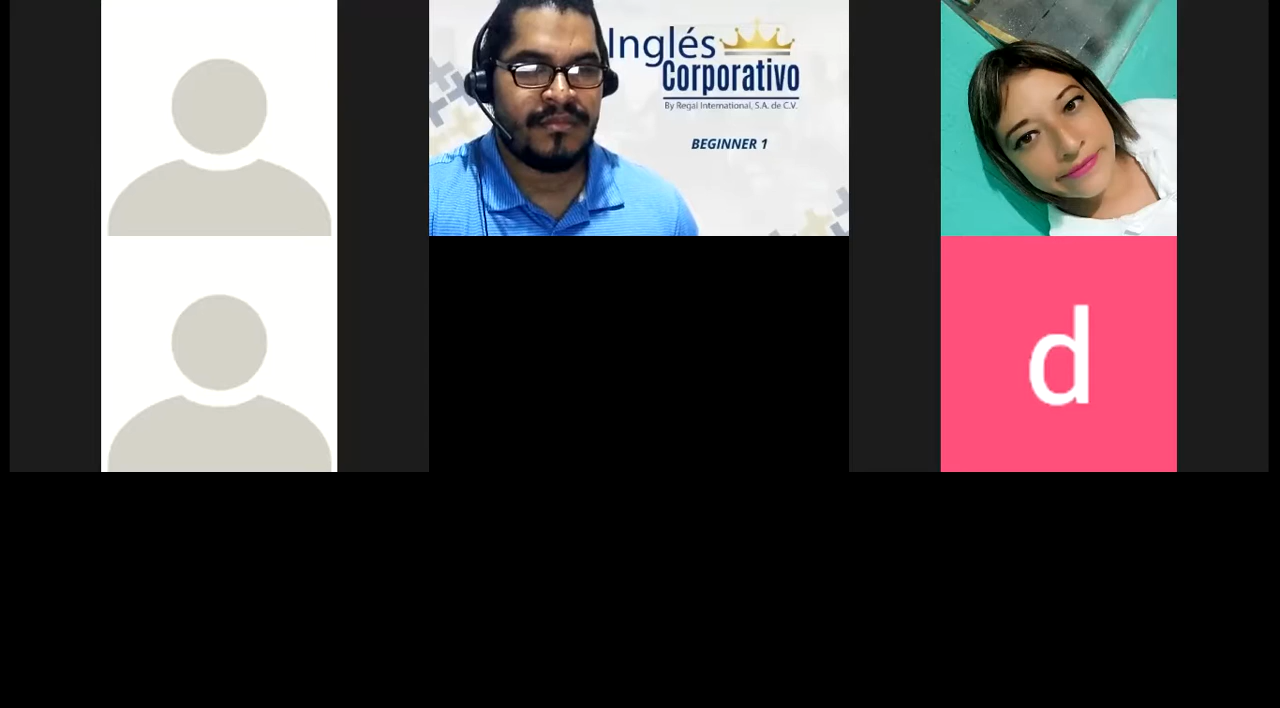 Inglés
Corporativo
By Regal International, S.A. de C.V.
BEGINNER 1
d